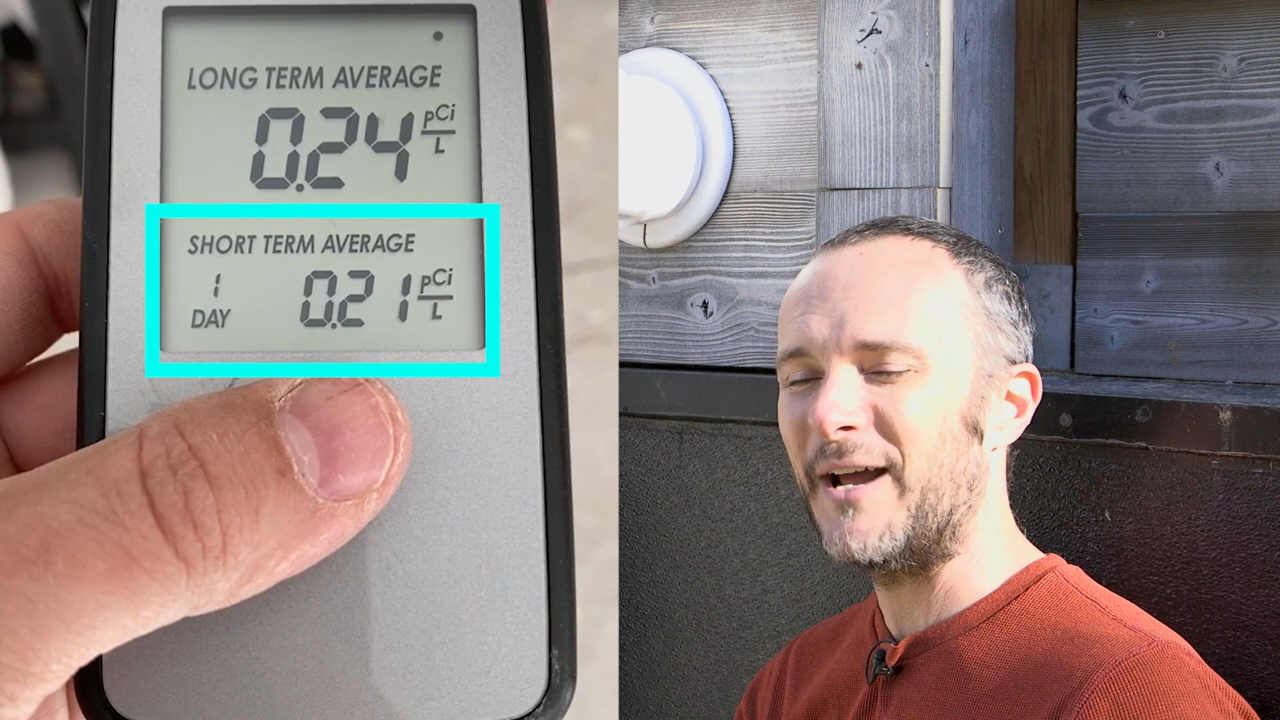 LONG TERM AVERAGE
0.24 pCi/L
SHORT TERM AVERAGE
1 DAY 0.21 pCi/L